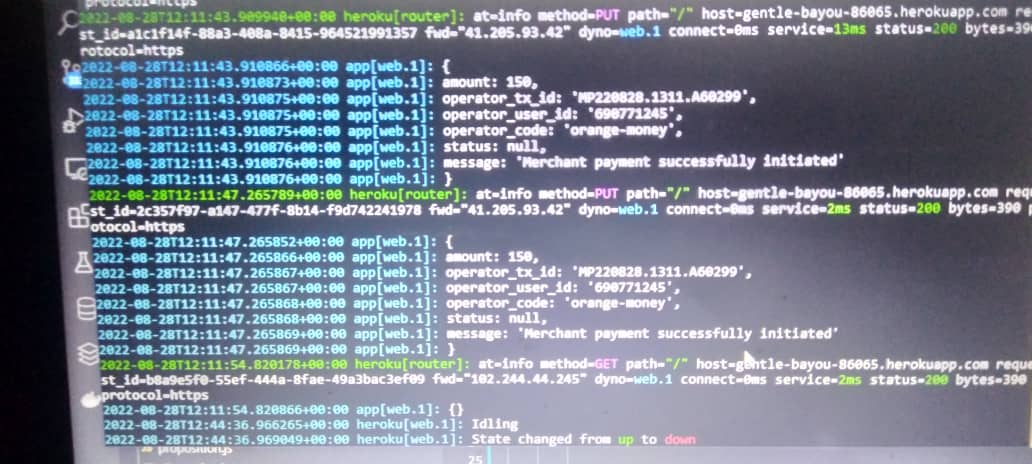 protocol=https
2022-08-28T12:11:43.909940+00:00 heroku[router]: at=info method=PUT path="/" host=gentle-bayou-86065.herokuapp.com req
st_id=a1c1f14f-88a3-408a-8415-964521991357 fwd="41.205.93.42" dyno=web.1 connect=0ms service=13ms status=200 bytes=390
rotocol=https
2022-08-28T12:11:43.910866+00:00 app[web.1]: {
2022-08-28T12:11:43.910873+00:00 app[web.1]: amount: 150,
2022-08-28T12:11:43.910875+00:00 app[web.1]: operator_tx_id: 'MP220828.1311.A60299',
2022-08-28T12:11:43.910875+00:00 app[web.1]: operator_user_id: '690771245',
2022-08-28T12:11:43.910875+00:00 app[web.1]: operator_code: 'orange-money',
2022-08-28T12:11:43.910876+00:00 app[web.1]: status: null,
2022-08-28T12:11:43.910876+00:00 app[web.1]: message: 'Merchant payment successfully initiated'
2022-08-28T12:11:43.910876+00:00 app[web.1]: }
2022-08-28T12:11:47.265789+00:00 heroku[router]: at=info method=PUT path="/" host=gentle-bayou-86065.herokuapp.com requ
st_id=2c357f97-a147-477f-8b14-f9d742241978 fwd="41.205.93.42" dyno=web.1 connect=0ms service=2ms status=200 bytes=390 p
otocol=https
2022-08-28T12:11:47.265852+00:00 app[web.1]: {
2022-08-28T12:11:47.265866+00:00 app[web.1]: amount: 150,
2022-08-28T12:11:47.265867+00:00 app[web.1]: operator_tx_id: 'MP220828.1311.A60299',
2022-08-28T12:11:47.265867+00:00 app[web.1]: operator_user_id: '690771245',
2022-08-28T12:11:47.265868+00:00 app[web.1]: operator_code: 'orange-money',
2022-08-28T12:11:47.265868+00:00 app[web.1]: status: null,
2022-08-28T12:11:47.265869+00:00 app[web.1]: message: 'Merchant payment successfully initiated'
2022-08-28T12:11:47.265869+00:00 app[web.1]: }
2022-08-28T12:11:54.820178+00:00 heroku[router]: at=info method=GET path="/" host=gentle-bayou-86065.herokuapp.com reque
st_id=b8a9e5f0-55ef-444a-8fae-49a3bac3ef09 fwd="102.244.44.245" dyno=web.1 connect=0ms service=2ms status=200 bytes=390
protocol=https
2022-08-28T12:11:54.820866+00:00 app[web.1]: {}
2022-08-28T12:44:36.966265+00:00 heroku[web.1]: Idling
2022-08-28T12:44:36.969049+00:00 heroku[web.1]: State changed from up to down
proposition.js
25